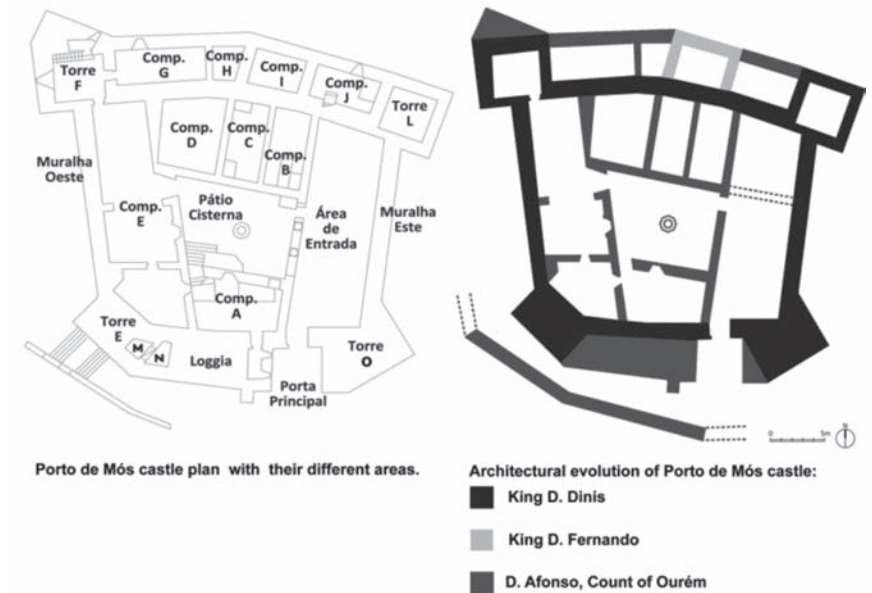 Torre
F
Comp.
G
Comp.
H
Comp.
I
Comp.
J
Torre
L
Comp.
D
Comp.
C
Comp.
B
Muralha
Oeste
Comp.
E
Pátio
Cisterna
Área
de
Entrada
Muralha
Este
Comp.
A
Torre
E
M
N
Loggia
Torre
O
Porta
Principal
Porto de Mós castle plan with their different areas.
0 5m
N
Architectural evolution of Porto de Mós castle:
King D. Dinis
King D. Fernando
D. Afonso, Count of Ourém